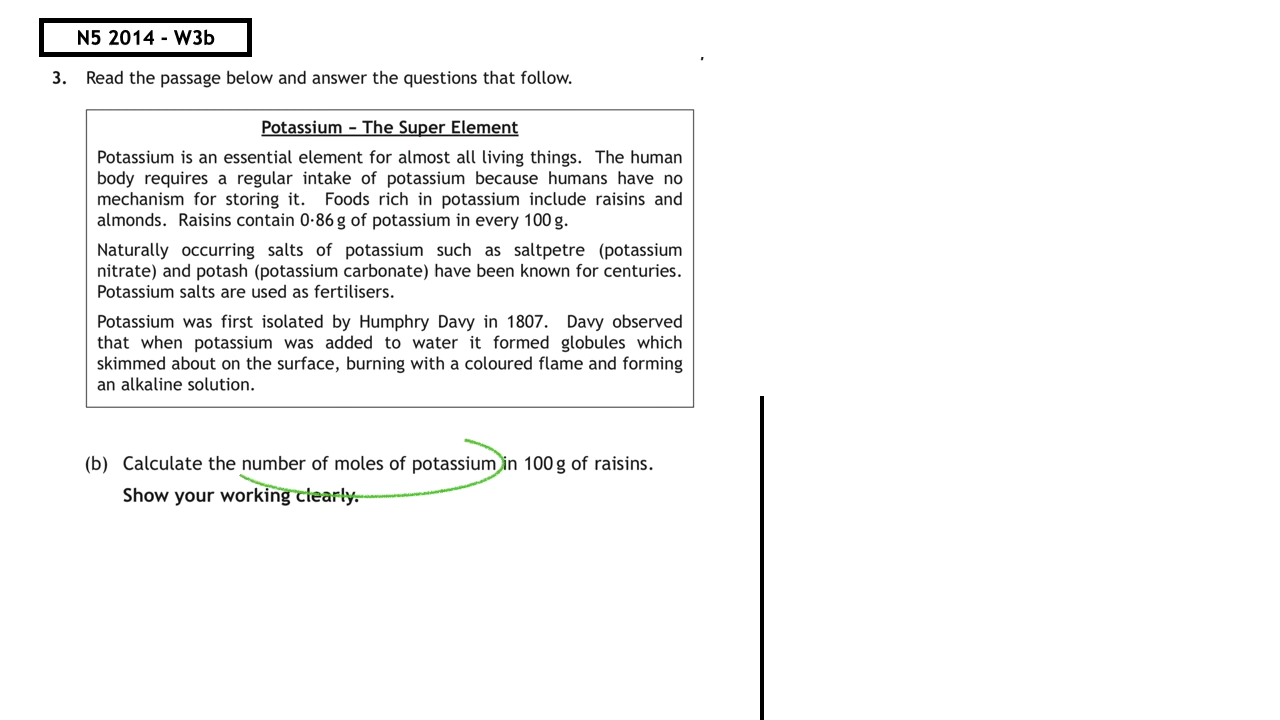 N5 2014 - W3b
3. Read the passage below and answer the questions that follow.
Potassium – The Super Element
Potassium is an essential element for almost all living things. The human
body requires a regular intake of potassium because humans have no
mechanism for storing it. Foods rich in potassium include raisins and
almonds. Raisins contain 0·86 g of potassium in every 100 g.
Naturally occurring salts of potassium such as saltpetre (potassium
nitrate) and potash (potassium carbonate) have been known for centuries.
Potassium salts are used as fertilisers.
Potassium was first isolated by Humphry Davy in 1807. Davy observed
that when potassium was added to water it formed globules which
skimmed about on the surface, burning with a coloured flame and forming
an alkaline solution.
(b) Calculate the number of moles of potassium in 100 g of raisins.
Show your working clearly.